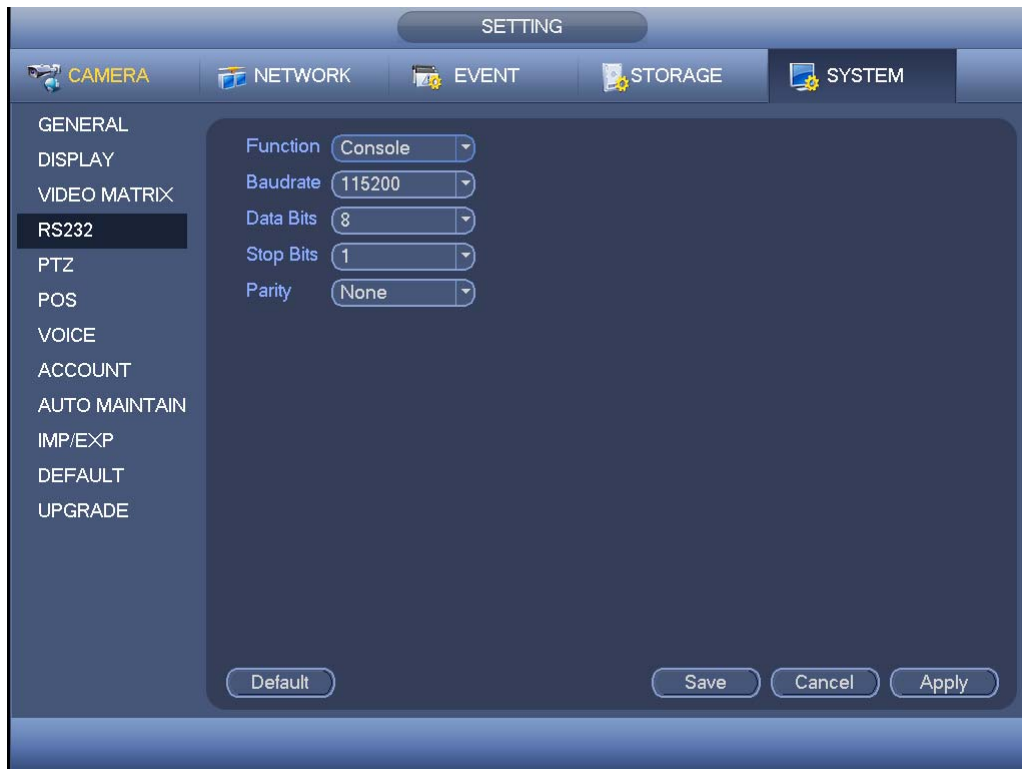 SETTING
CAMERA NETWORK EVENT STORAGE SYSTEM
GENERAL
DISPLAY
VIDEO MATRIX
RS232
PTZ
POS
VOICE
ACCOUNT
AUTO MAINTAIN
IMP/EXP
DEFAULT
UPGRADE
Function Console
Baudrate 115200
Data Bits 8
Stop Bits 1
Parity None
Default Save Cancel Apply